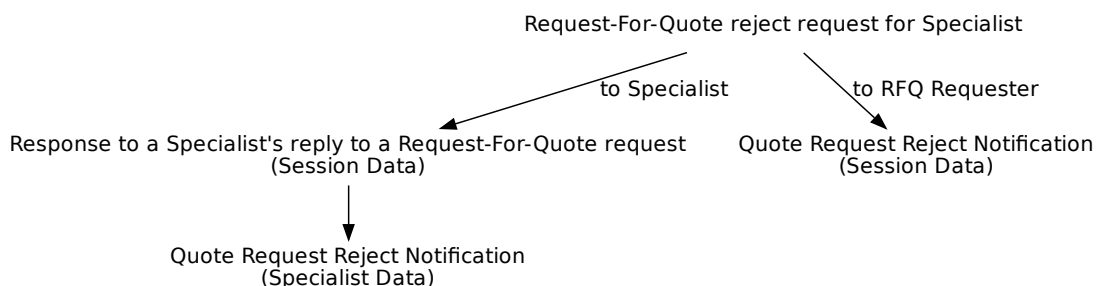 Request-For-Quote reject request for Specialist
to Specialist
to RFQ Requester
Response to a Specialist's reply to a Request-For-Quote request
(Session Data)
Quote Request Reject Notification
(Session Data)
Quote Request Reject Notification
(Specialist Data)